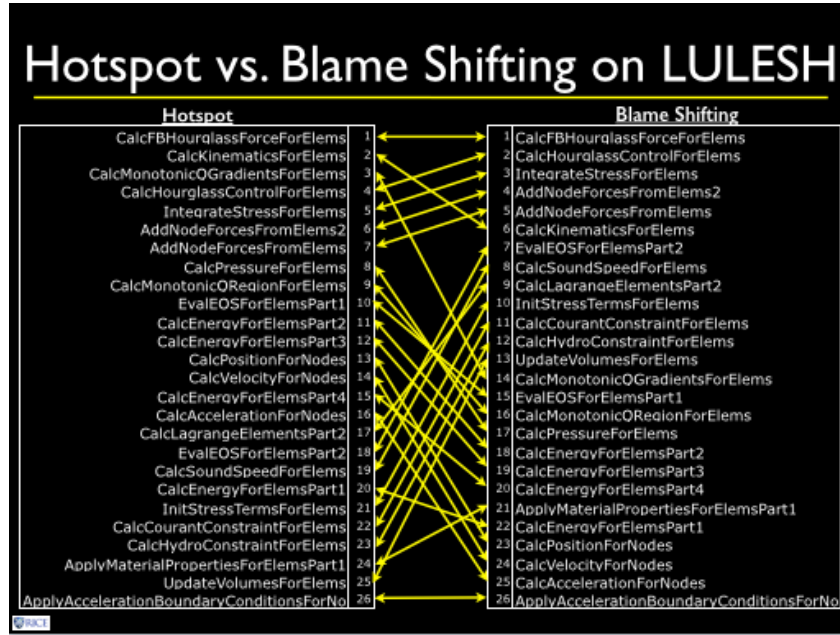 Hotspot vs. Blame Shifting on LULESH
Hotspot
CalcFBHourglassForceForElems 1
CalcKinematicsForElems 2
CalcMonotonicQGradientsForElems 3
CalcHourglassControlForElems 4
IntegrateStressForElems 5
AddNodeForcesFromElems2 6
AddNodeForcesFromElems 7
CalcPressureForElems 8
CalcMonotonicQRegionForElems 9
EvalEOSForElemsPart1 10
CalcEnergyForElemsPart2 11
CalcEnergyForElemsPart3 12
CalcPositionForNodes 13
CalcVelocityForNodes 14
CalcEnergyForElemsPart4 15
CalcAccelerationForNodes 16
CalcLagrangeElementsPart2 17
EvalEOSForElemsPart2 18
CalcSoundSpeedForElems 19
CalcEnergyForElemsPart1 20
InitStressTermsForElems 21
CalcCourantConstraintForElems 22
CalcHydroConstraintForElems 23
ApplyMaterialPropertiesForElemsPart1 24
UpdateVolumesForElems 25
ApplyAccelerationBoundaryConditionsForNo 26
Blame Shifting
1 CalcFBHourglassForceForElems
2 CalcHourglassControlForElems
3 IntegrateStressForElems
4 AddNodeForcesFromElems2
5 AddNodeForcesFromElems
6 CalcKinematicsForElems
7 EvalEOSForElemsPart2
8 CalcSoundSpeedForElems
9 CalcLagrangeElementsPart2
10 InitStressTermsForElems
11 CalcCourantConstraintForElems
12 CalcHydroConstraintForElems
13 UpdateVolumesForElems
14 CalcMonotonicQGradientsForElems
15 EvalEOSForElemsPart1
16 CalcMonotonicQRegionForElems
17 CalcPressureForElems
18 CalcEnergyForElemsPart2
19 CalcEnergyForElemsPart3
20 CalcEnergyForElemsPart4
21 ApplyMaterialPropertiesForElemsPart1
22 CalcEnergyForElemsPart1
23 CalcPositionForNodes
24 CalcVelocityForNodes
25 CalcAccelerationForNodes
26 ApplyAccelerationBoundaryConditionsForNo
RICE